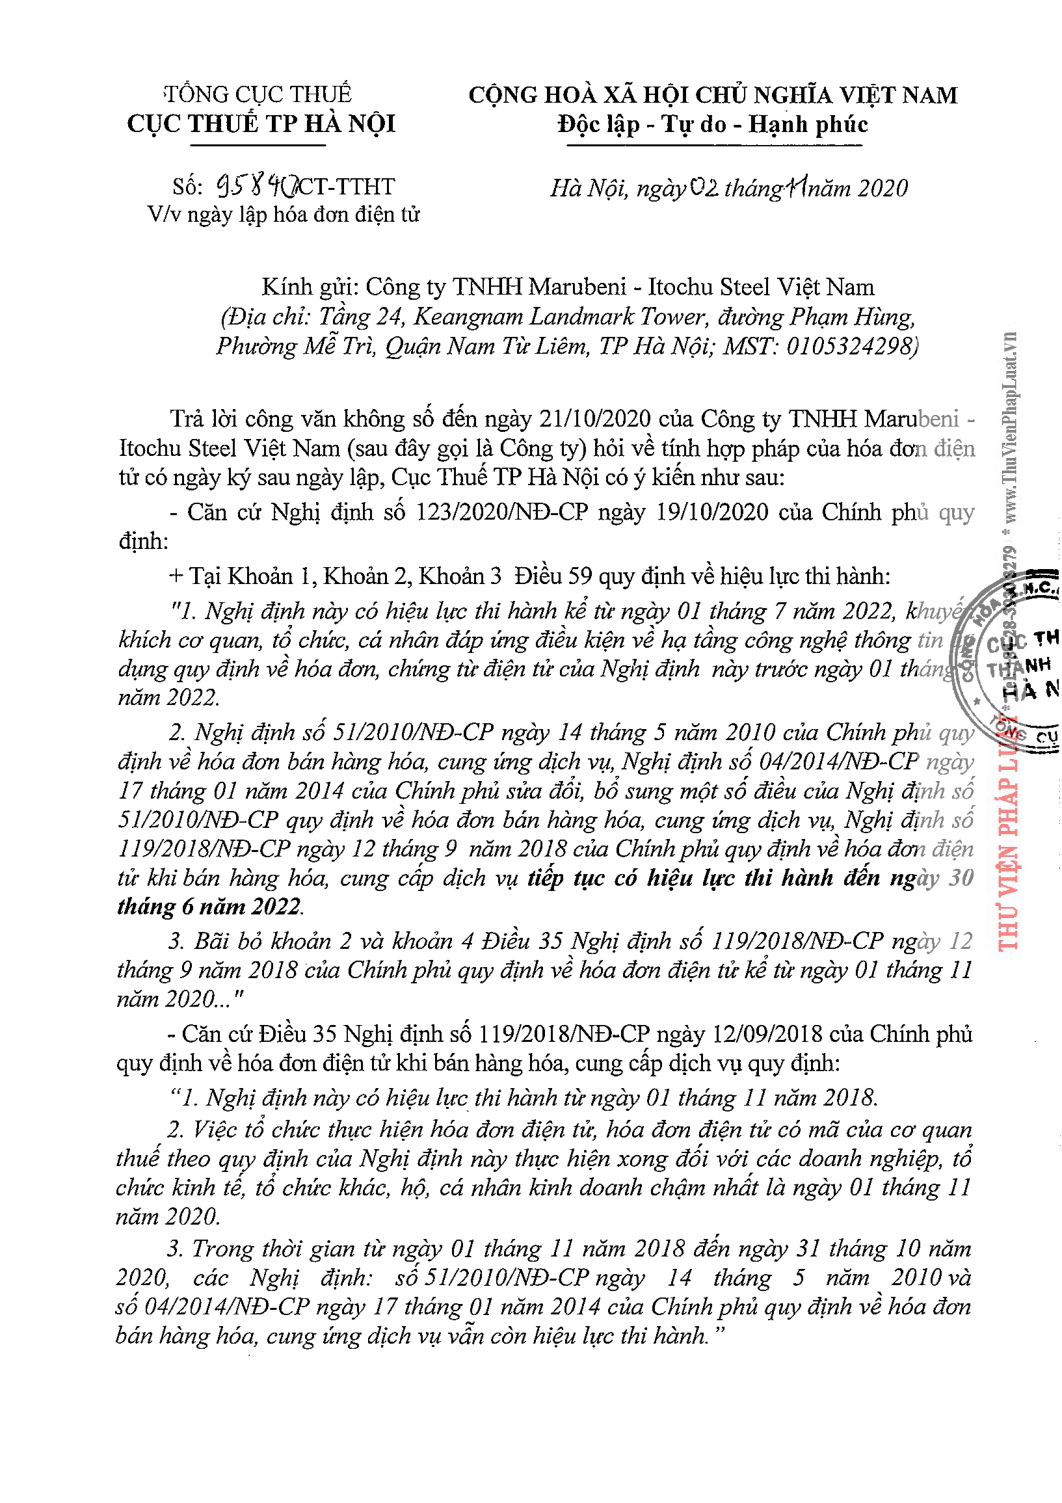 TỔNG CỤC THUẾ
CỤC THUẾ TP HÀ NỘI
CỘNG HOÀ XÃ HỘI CHỦ NGHĨA VIỆT NAM
Độc lập - Tự do - Hạnh phúc
Số: 95840/CT-TTHT
V/v ngày lập hóa đơn điện tử
Hà Nội, ngày 02 tháng 11 năm 2020
Kính gửi: Công ty TNHH Marubeni - Itochu Steel Việt Nam
(Địa chỉ: Tầng 24, Keangnam Landmark Tower, đường Phạm Hùng,
Phường Mễ Trì, Quận Nam Từ Liêm, TP Hà Nội; MST: 0105324298)
Trả lời công văn không số đến ngày 21/10/2020 của Công ty TNHH Marubeni -
Itochu Steel Việt Nam (sau đây gọi là Công ty) hỏi về tính hợp pháp của hóa đơn điện
tử có ngày ký sau ngày lập, Cục Thuế TP Hà Nội có ý kiến như sau:
- Căn cứ Nghị định số 123/2020/NĐ-CP ngày 19/10/2020 của Chính phủ quy
định:
+ Tại Khoản 1, Khoản 2, Khoản 3 Điều 59 quy định về hiệu lực thi hành:
"1. Nghị định này có hiệu lực thi hành kể từ ngày 01 tháng 7 năm 2022, khuyến
khích cơ quan, tổ chức, cá nhân đáp ứng điều kiện về hạ tầng công nghệ thông tin
dụng quy định về hóa đơn, chứng từ điện tử của Nghị định này trước ngày 01 tháng
năm 2022.
2. Nghị định số 51/2010/NĐ-CP ngày 14 tháng 5 năm 2010 của Chính phủ quy
định về hóa đơn bán hàng hóa, cung ứng dịch vụ, Nghị định số 04/2014/NĐ-CP ngày
17 tháng 01 năm 2014 của Chính phủ sửa đổi, bổ sung một số điều của Nghị định số
51/2010/NĐ-CP quy định về hóa đơn bán hàng hóa, cung ứng dịch vụ, Nghị định số
119/2018/NĐ-CP ngày 12 tháng 9 năm 2018 của Chính phủ quy định về hóa đơn điện
tử khi bán hàng hóa, cung cấp dịch vụ tiếp tục có hiệu lực thi hành đến ngày 30
tháng 6 năm 2022.
3. Bãi bỏ khoản 2 và khoản 4 Điều 35 Nghị định số 119/2018/NĐ-CP ngày 12
tháng 9 năm 2018 của Chính phủ quy định về hóa đơn điện tử kể từ ngày 01 tháng 11
năm 2020..."
- Căn cứ Điều 35 Nghị định số 119/2018/NĐ-CP ngày 12/09/2018 của Chính phủ
quy định về hóa đơn điện tử khi bán hàng hóa, cung cấp dịch vụ quy định:
“1. Nghị định này có hiệu lực thi hành từ ngày 01 tháng 11 năm 2018.
2. Việc tổ chức thực hiện hóa đơn điện tử, hóa đơn điện tử có mã của cơ quan
thuế theo quy định của Nghị định này thực hiện xong đối với các doanh nghiệp, tổ
chức kinh tế, tổ chức khác, hộ, cá nhân kinh doanh chậm nhất là ngày 01 tháng 11
năm 2020.
3. Trong thời gian từ ngày 01 tháng 11 năm 2018 đến ngày 31 tháng 10 năm
2020, các Nghị định: số 51/2010/NĐ-CP ngày 14 tháng 5 năm 2010 và
số 04/2014/NĐ-CP ngày 17 tháng 01 năm 2014 của Chính phủ quy định về hóa đơn
bán hàng hóa, cung ứng dịch vụ vẫn còn hiệu lực thi hành.”
THƯ VIỆN PHÁP LUẬT
* www.ThuVienPhapLuat.vn